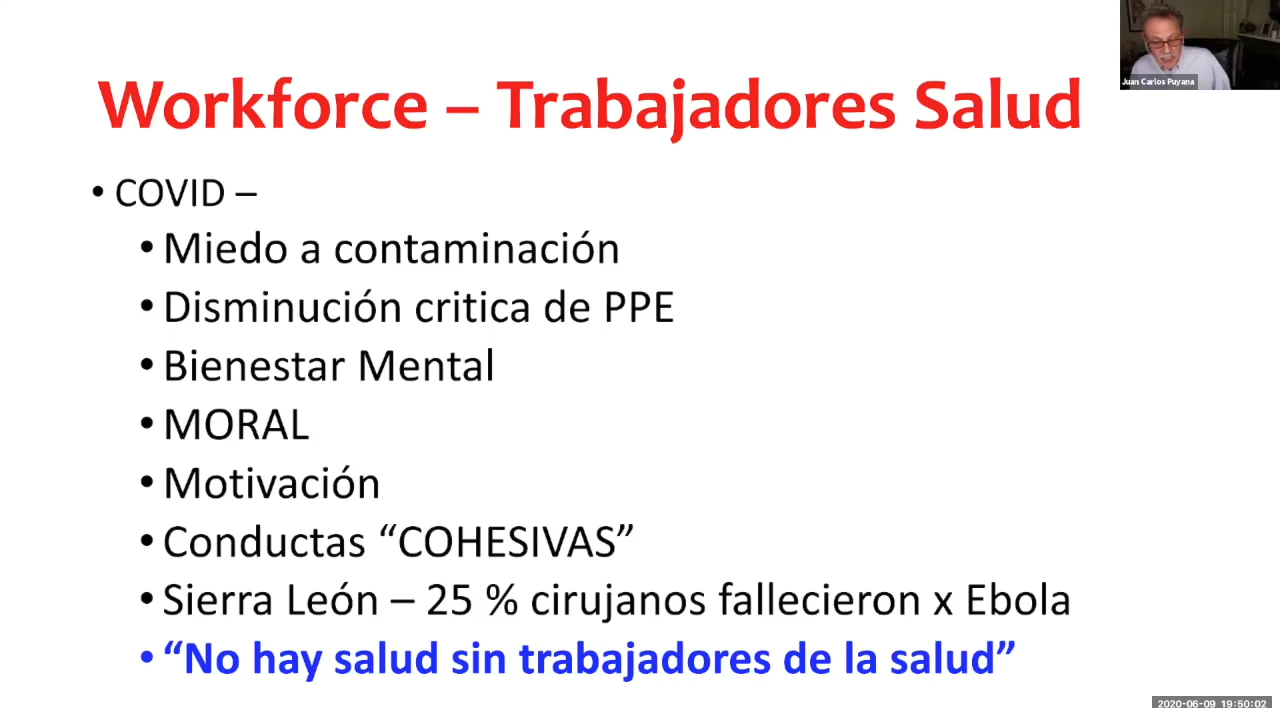 Workforce – Trabajadores Salud
Juan Carlos Puyana
• COVID –
• Miedo a contaminación
• Disminución critica de PPE
• Bienestar Mental
• MORAL
• Motivación
• Conductas “COHESIVAS”
• Sierra León – 25 % cirujanos fallecieron x Ebola
• “No hay salud sin trabajadores de la salud”
2020-06-09 19:50:02